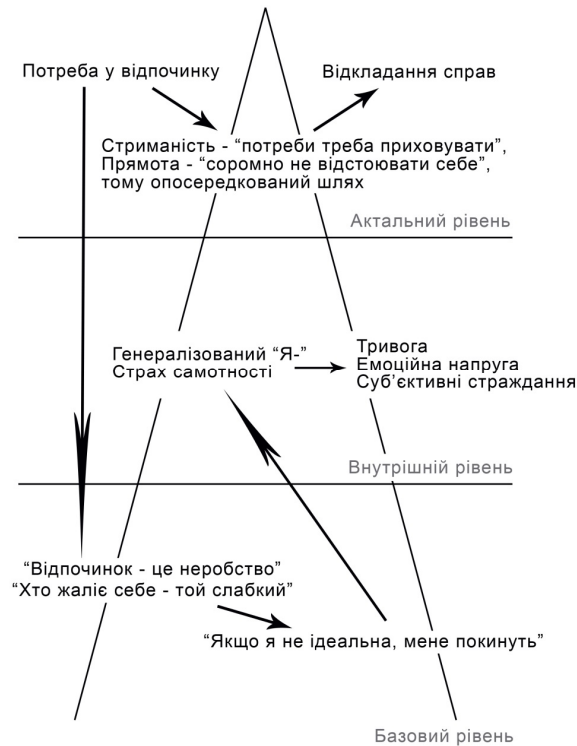 Потреба у відпочинку
Відкладання справ
Стриманість - “потреби треба приховувати”,
Прямота - “соромно не відстоювати себе”,
тому опосередкований шлях
Актальний рівень
Генералізований “Я-”
Страх самотності
Тривога
Емоційна напруга
Суб’єктивні страждання
Внутрішній рівень
“Відпочинок - це неробство”
“Хто жаліє себе - той слабкий”
“Якщо я не ідеальна, мене покинуть”
Базовий рівень